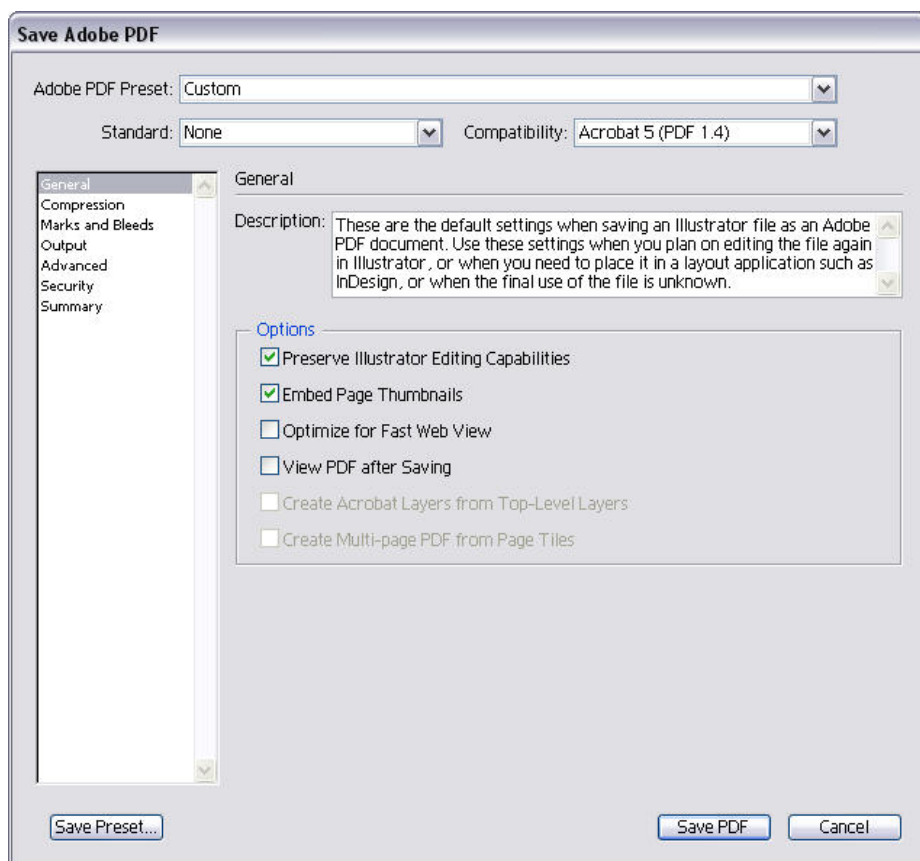 Save Adobe PDF
Adobe PDF Preset: Custom
Standard: None Compatibility: Acrobat 5 (PDF 1.4)
General
Compression
Marks and Bleeds
Output
Advanced
Security
Summary
General
Description: These are the default settings when saving an Illustrator file as an Adobe
PDF document. Use these settings when you plan on editing the file again
in Illustrator, or when you need to place it in a layout application such as
InDesign, or when the final use of the file is unknown.
Options
Preserve Illustrator Editing Capabilities
Embed Page Thumbnails
Optimize for Fast Web View
View PDF after Saving
Create Acrobat Layers from Top-Level Layers
Create Multi-page PDF from Page Tiles
Save Preset... Save PDF Cancel